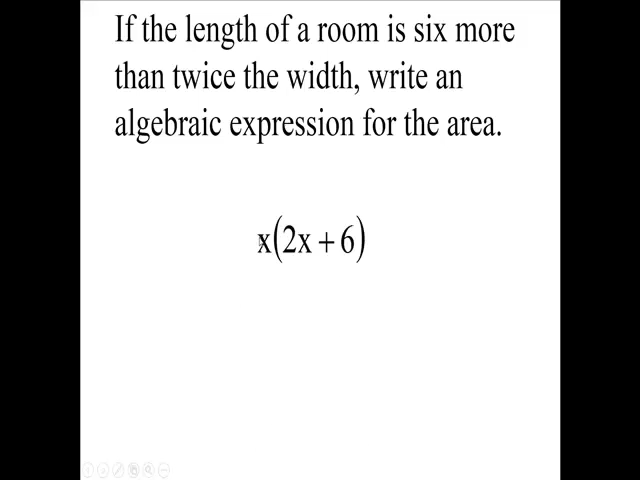 If the length of a room is six more
than twice the width, write an
algebraic expression for the area.
x(2x + 6)